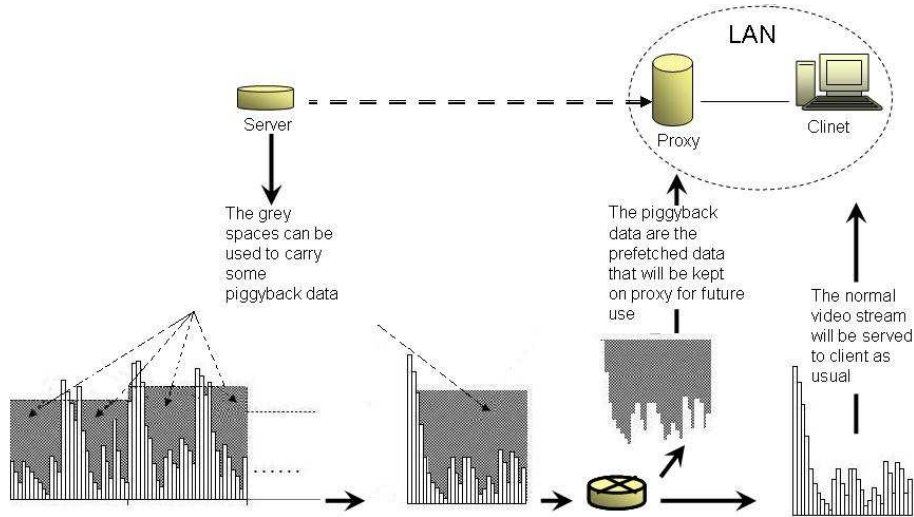 LAN
Server
Proxy
Clinet
The grey
spaces can be
used to carry
some
piggyback data
The piggyback
data are the
prefetched data
that will be kept
on proxy for future
use
The normal
video stream
will be served
to client as
usual